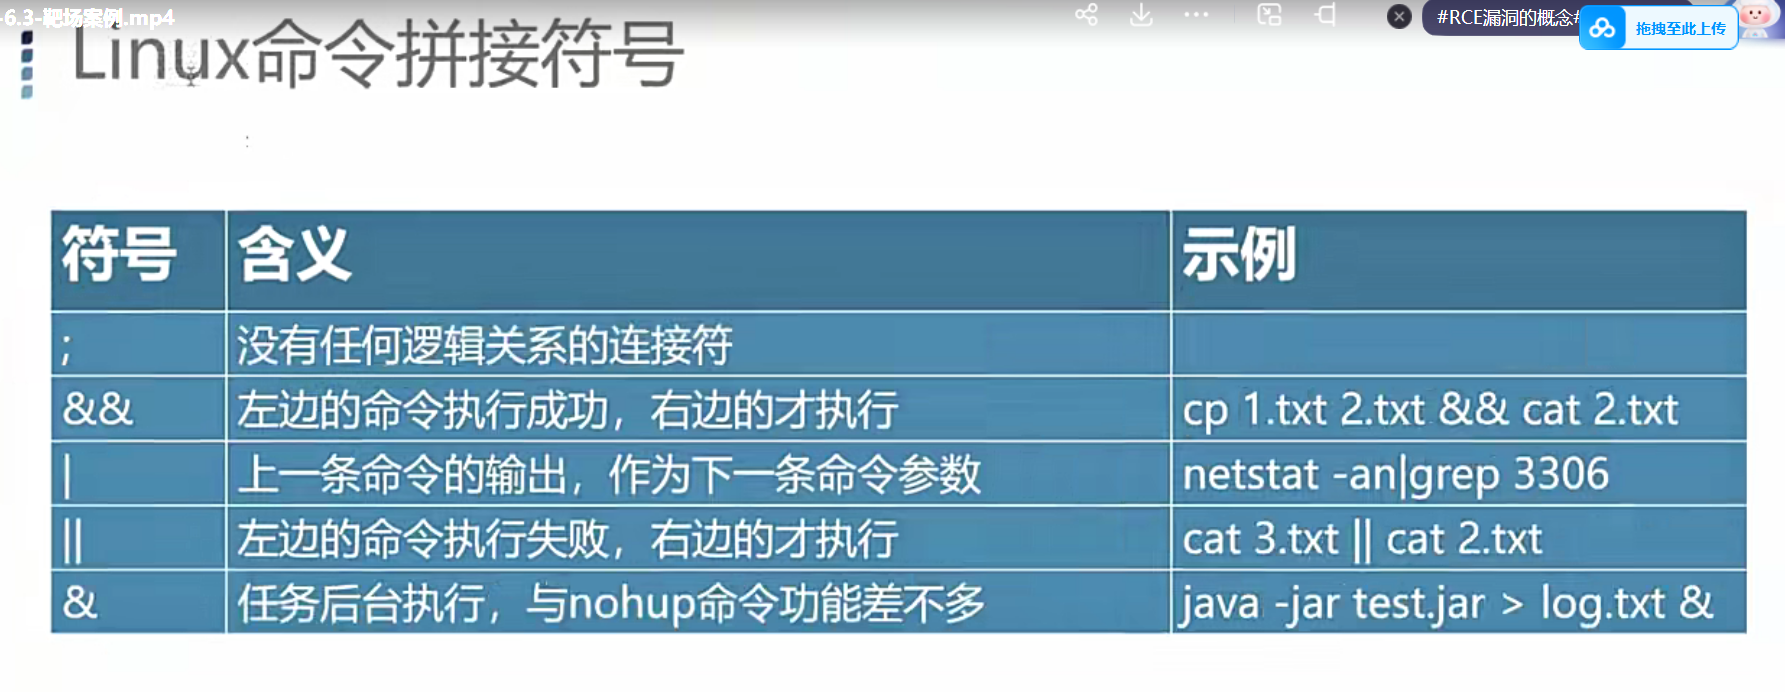 -6.3-靶场案例.mp4
#RCE漏洞的概念#
拖拽至此上传
Linux命令拼接符号
:
符号 含义 示例
; 没有任何逻辑关系的连接符
&& 左边的命令执行成功，右边的才执行 cp 1.txt 2.txt && cat 2.txt
| 上一条命令的输出，作为下一条命令参数 netstat -an|grep 3306
|| 左边的命令执行失败，右边的才执行 cat 3.txt || cat 2.txt
& 任务后台执行，与nohup命令功能差不多 java -jar test.jar > log.txt &